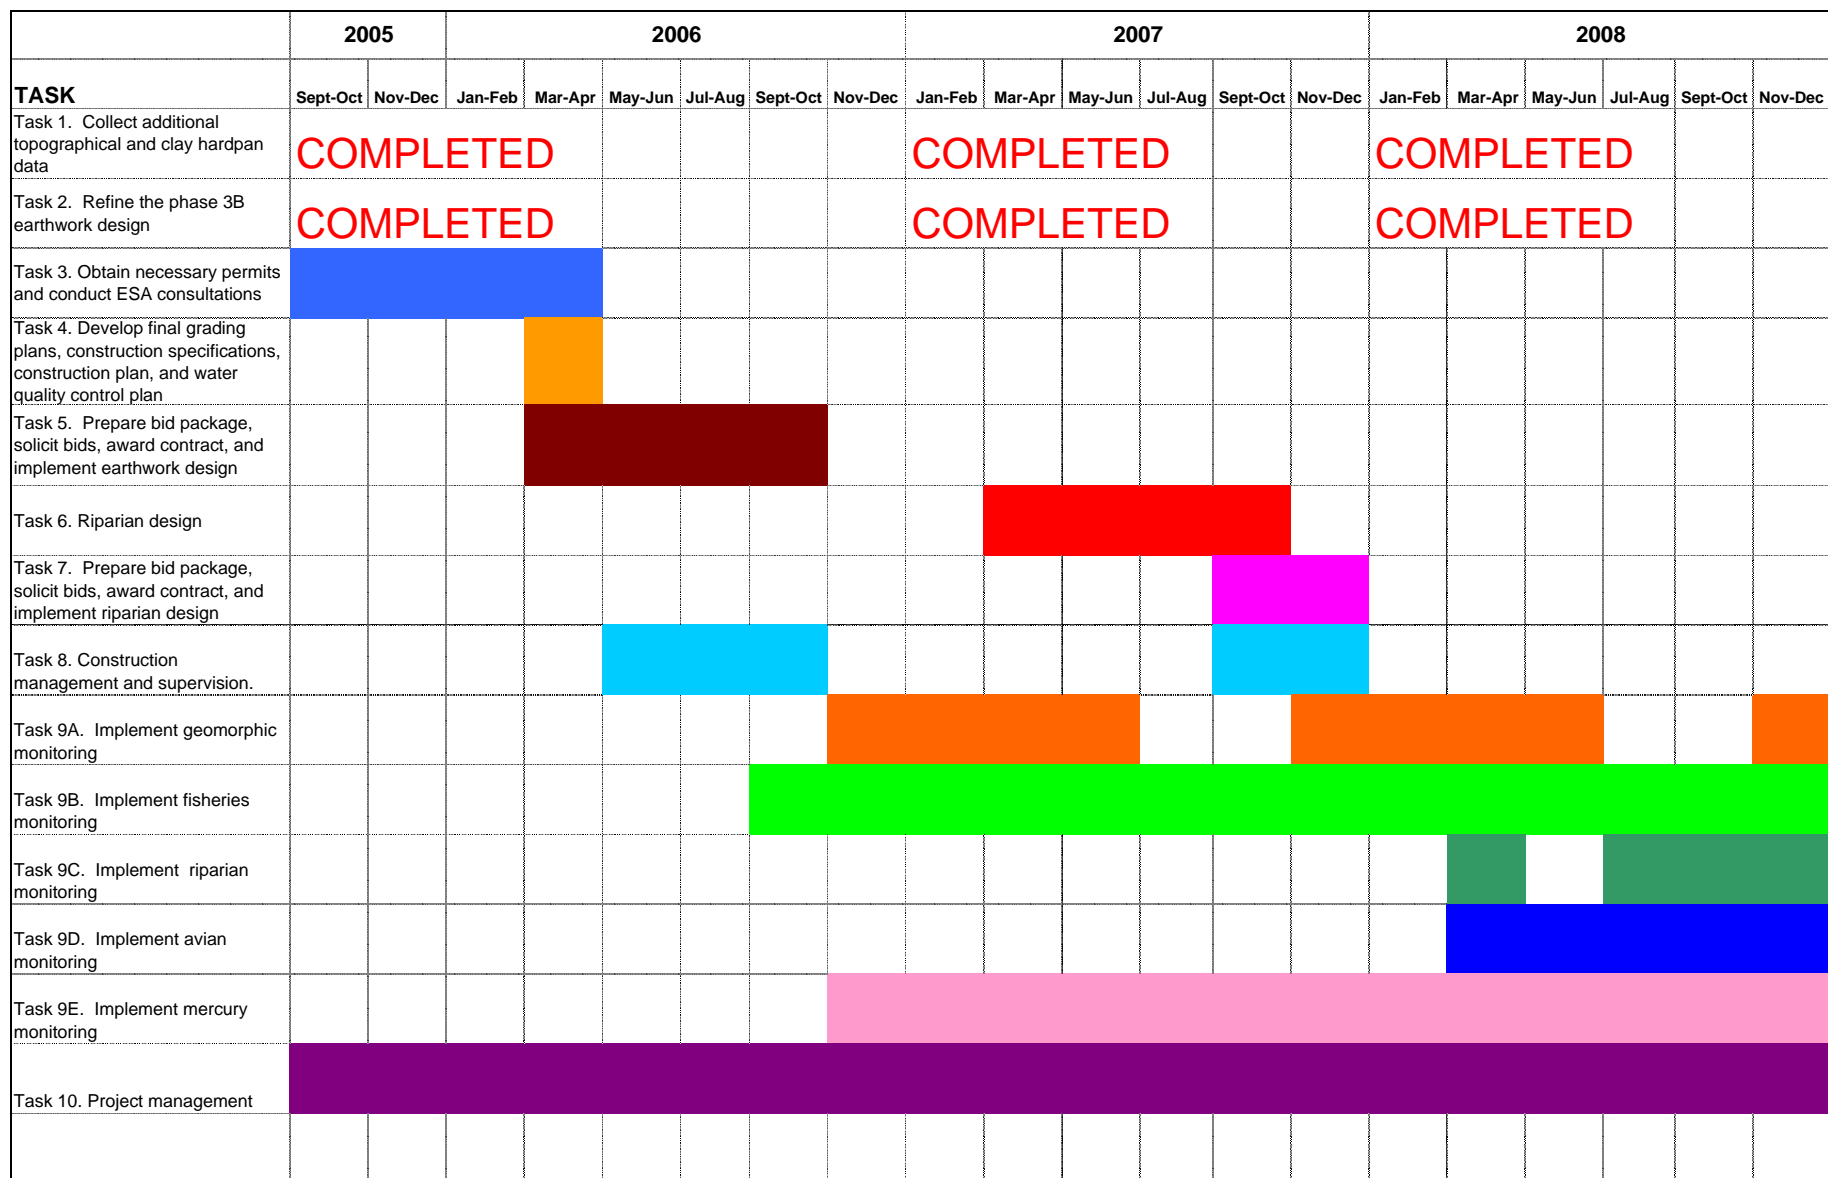 2005 2006 2007 2008
TASK Sept-Oct Nov-Dec Jan-Feb Mar-Apr May-Jun Jul-Aug Sept-Oct Nov-Dec Jan-Feb Mar-Apr May-Jun Jul-Aug Sept-Oct Nov-Dec Jan-Feb Mar-Apr May-Jun Jul-Aug Sept-Oct Nov-Dec
Task 1. Collect additional
topographical and clay hardpan
data
COMPLETED COMPLETED COMPLETED
Task 2. Refine the phase 3B
earthwork design
COMPLETED COMPLETED COMPLETED
Task 3. Obtain necessary permits
and conduct ESA consultations
Task 4. Develop final grading
plans, construction specifications,
construction plan, and water
quality control plan
Task 5. Prepare bid package,
solicit bids, award contract, and
implement earthwork design
Task 6. Riparian design
Task 7. Prepare bid package,
solicit bids, award contract, and
implement riparian design
Task 8. Construction
management and supervision.
Task 9A. Implement geomorphic
monitoring
Task 9B. Implement fisheries
monitoring
Task 9C. Implement riparian
monitoring
Task 9D. Implement avian
monitoring
Task 9E. Implement mercury
monitoring
Task 10. Project management